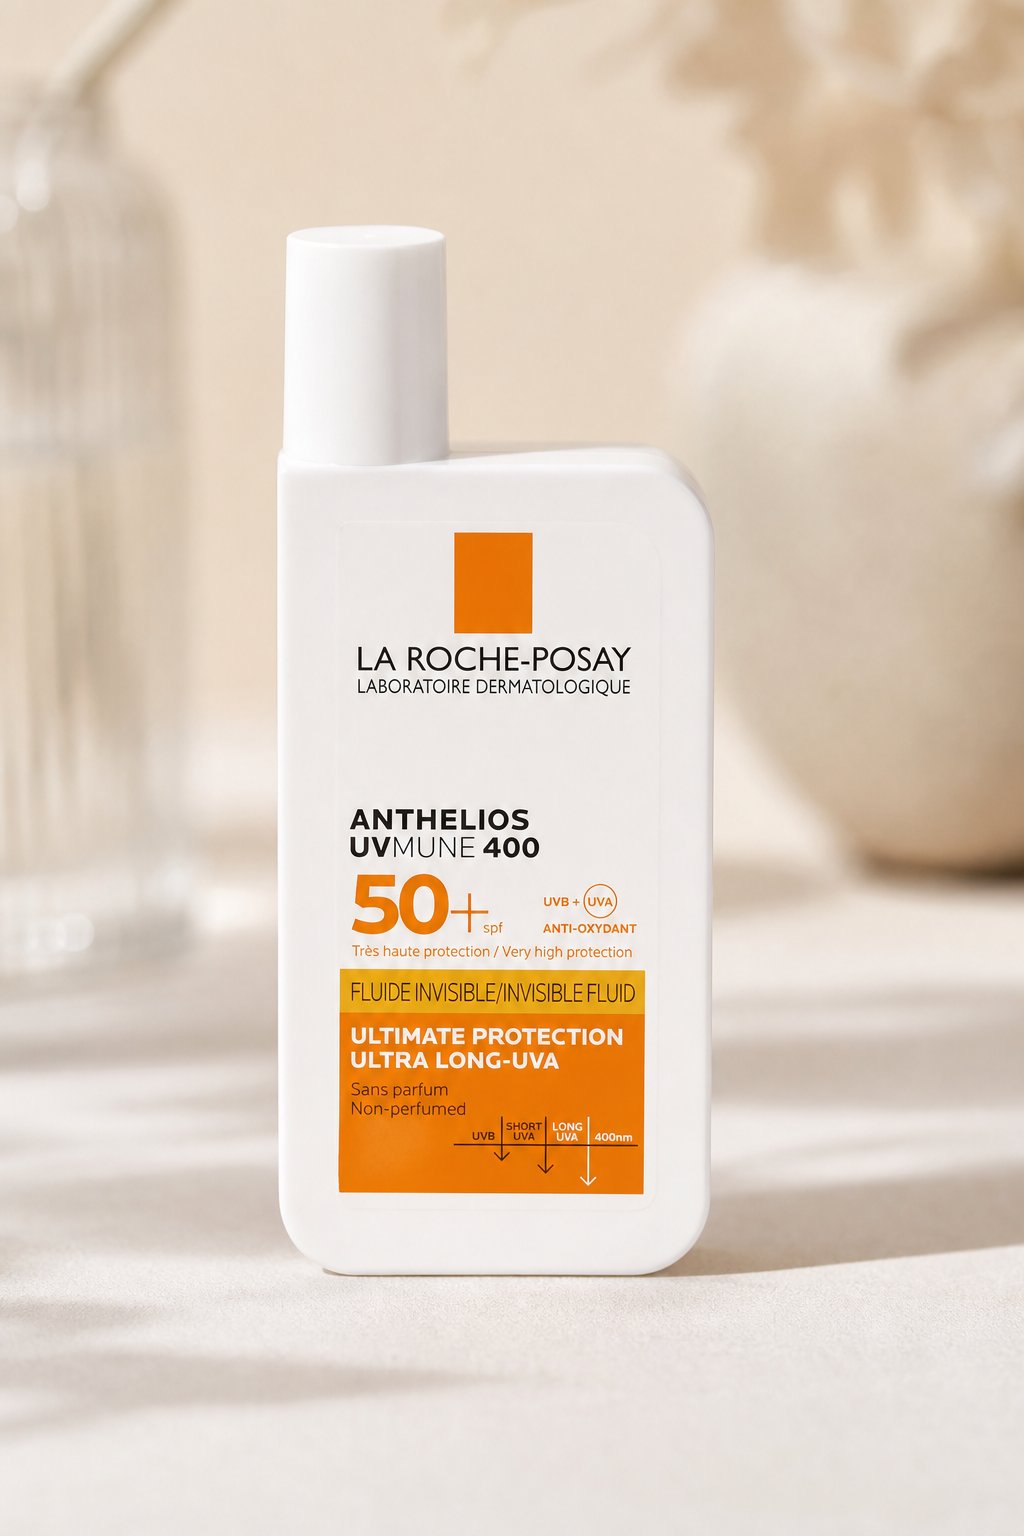 LA ROCHE-POSAY
LABORATOIRE DERMATOLOGIQUE
ANTHELIOS
UVMUNE 400
50+ spf
UVB + UVA
ANTI-OXYDANT
Très haute protection / Very high protection
FLUIDE INVISIBLE/INVISIBLE FLUID
ULTIMATE PROTECTION
ULTRA LONG-UVA
Sans parfum
Non-perfumed
UVB SHORT UVA LONG UVA 400nm